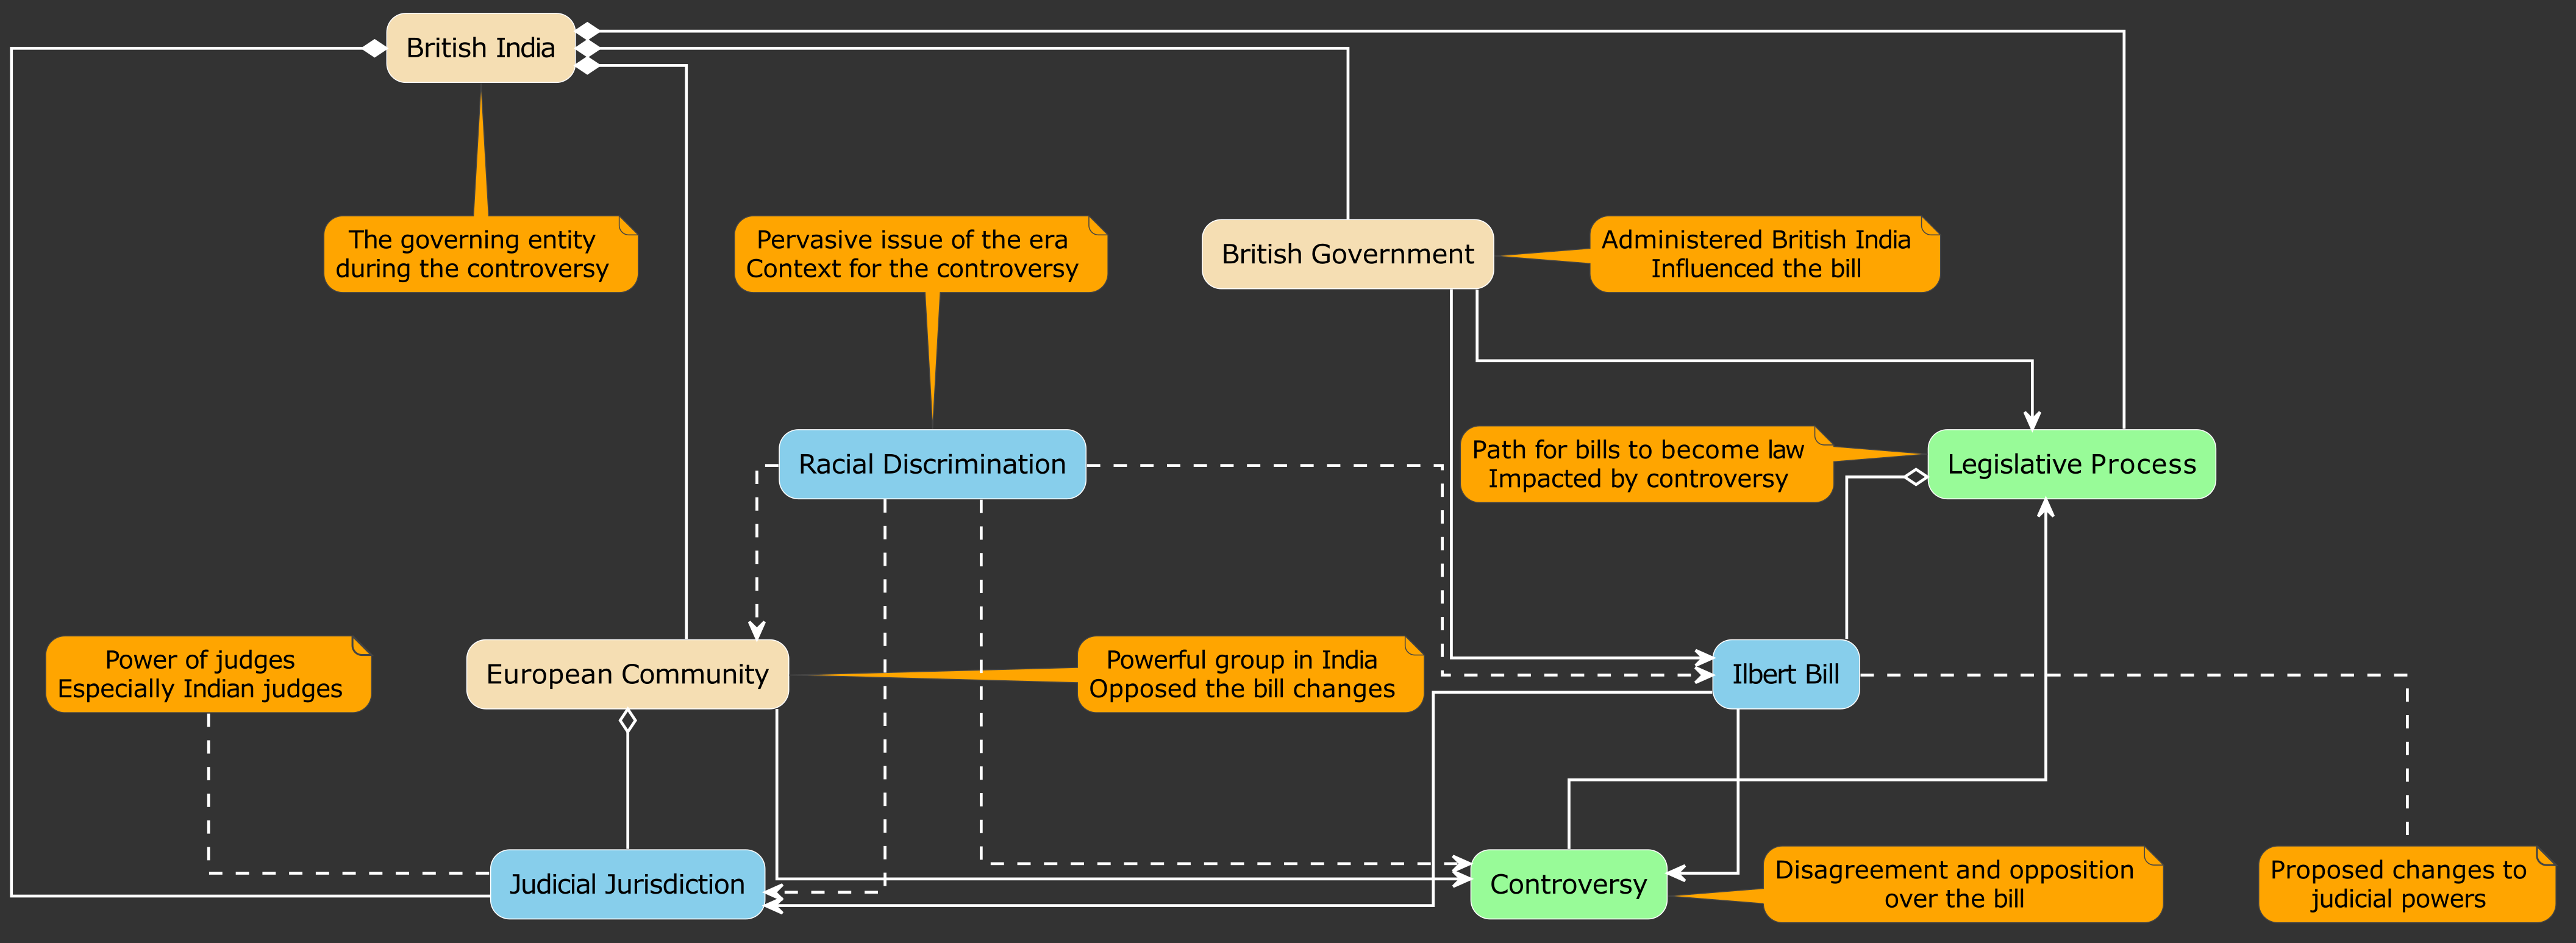 British India
The governing entity
during the controversy
Pervasive issue of the era
Context for the controversy
British Government
Administered British India
Influenced the bill
Racial Discrimination
Path for bills to become law
Impacted by controversy
Legislative Process
Power of judges
Especially Indian judges
European Community
Powerful group in India
Opposed the bill changes
Ilbert Bill
Judicial Jurisdiction
Controversy
Disagreement and opposition
over the bill
Proposed changes to
judicial powers